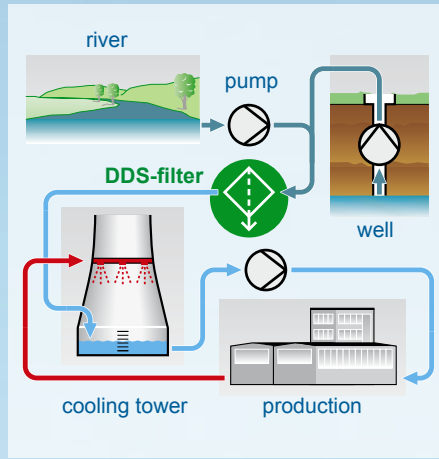 river
pump
DDS-filter
well
cooling tower
production